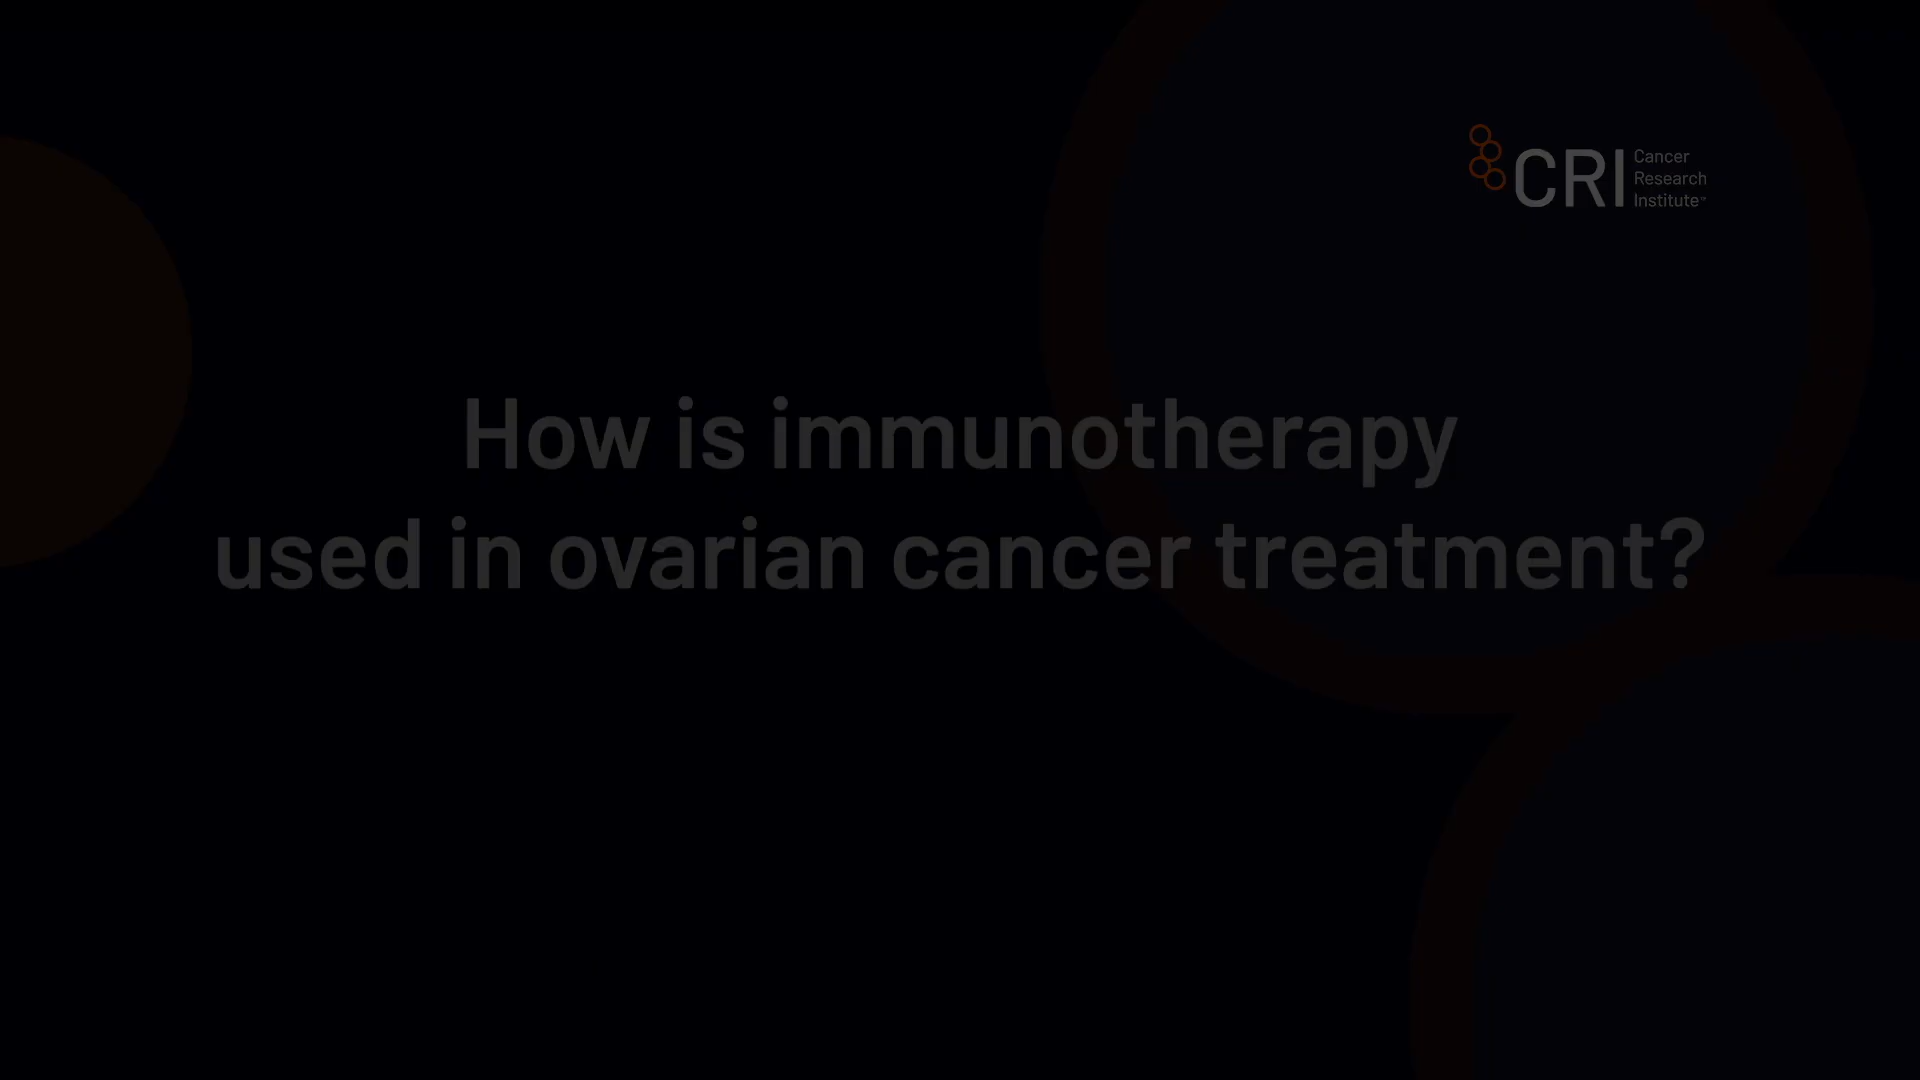 CRI
Cancer
Research
Institute™
How is immunotherapy
used in ovarian cancer treatment?